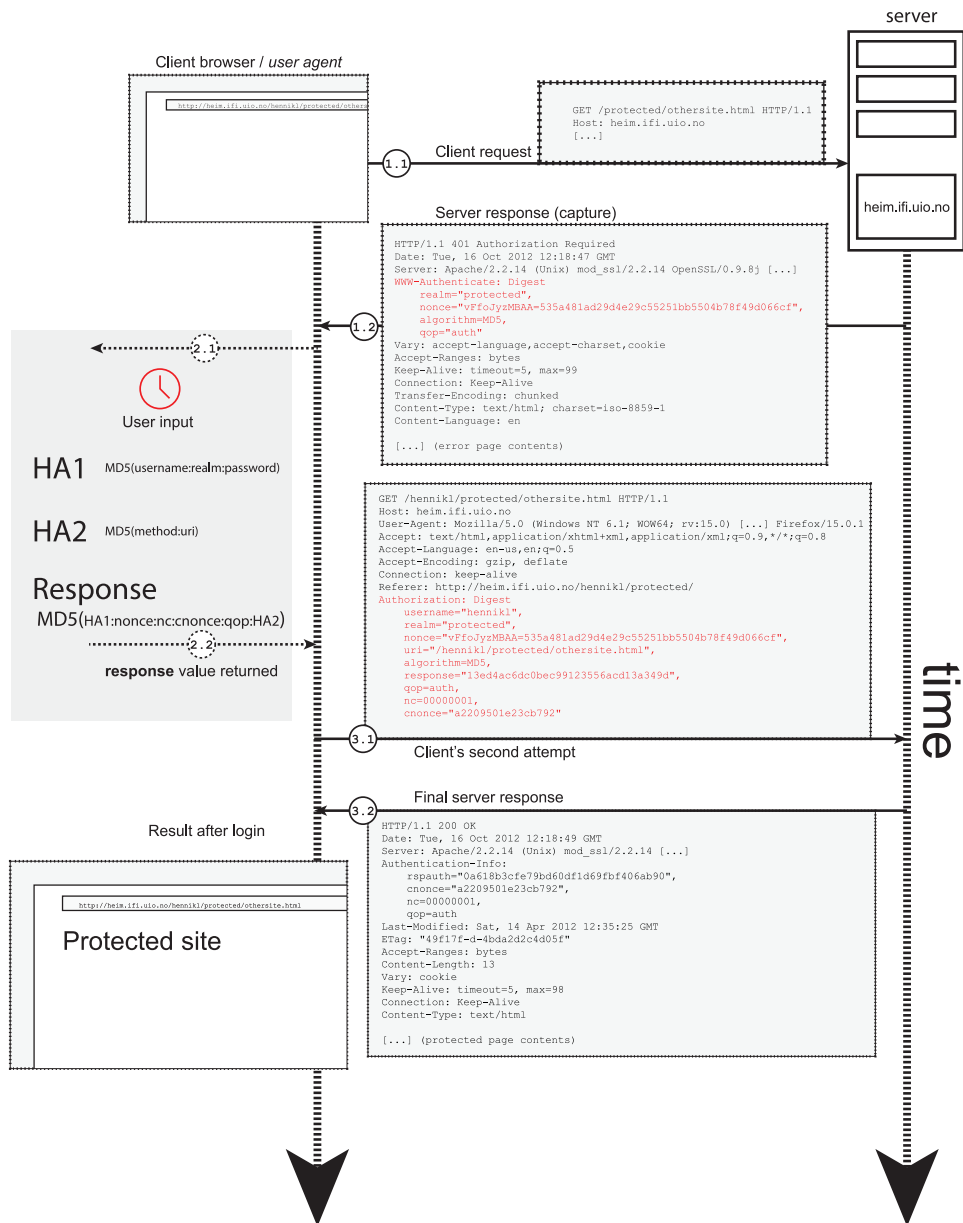 server
Client browser / user agent
http://heim.ifi.uio.no/hennikl/protected/others
GET /protected/othersite.html HTTP/1.1
Host: heim.ifi.uio.no
[...]
1.1
Client request
heim.ifi.uio.no
Server response (capture)
HTTP/1.1 401 Authorization Required
Date: Tue, 16 Oct 2012 12:18:47 GMT
Server: Apache/2.2.14 (Unix) mod_ssl/2.2.14 OpenSSL/0.9.8j [...]
WWW-Authenticate: Digest
realm="protected",
nonce="vFfoJyzMBAA=535a481ad29d4e29c55251bb5504b78f49d066cf",
algorithm=MD5,
qop="auth"
Vary: accept-language,accept-charset,cookie
Accept-Ranges: bytes
Keep-Alive: timeout=5, max=99
Connection: Keep-Alive
Transfer-Encoding: chunked
Content-Type: text/html; charset=iso-8859-1
Content-Language: en
[...] (error page contents)
1.2
2.1
User input
HA1 MD5(username:realm:password)
HA2 MD5(method:uri)
Response
MD5(HA1:nonce:nc:cnonce:qop:HA2)
2.2
response value returned
GET /hennikl/protected/othersite.html HTTP/1.1
Host: heim.ifi.uio.no
User-Agent: Mozilla/5.0 (Windows NT 6.1; WOW64; rv:15.0) [...] Firefox/15.0.1
Accept: text/html,application/xhtml+xml,application/xml;q=0.9,*/*;q=0.8
Accept-Language: en-us,en;q=0.5
Accept-Encoding: gzip, deflate
Connection: keep-alive
Referer: http://heim.ifi.uio.no/hennikl/protected/
Authorization: Digest
username="hennikl",
realm="protected",
nonce="vFfoJyzMBAA=535a481ad29d4e29c55251bb5504b78f49d066cf",
uri="/hennikl/protected/othersite.html",
algorithm=MD5,
response="13ed4ac6dc0bec99123556acd13a349d",
qop=auth,
nc=00000001,
cnonce="a2209501e23cb792"
time
3.1
Client's second attempt
Final server response
3.2
HTTP/1.1 200 OK
Date: Tue, 16 Oct 2012 12:18:49 GMT
Server: Apache/2.2.14 (Unix) mod_ssl/2.2.14 [...]
Authentication-Info:
rspauth="0a618b3cfe79bd60df1d69fbf406ab90",
cnonce="a2209501e23cb792",
nc=00000001,
qop=auth
Last-Modified: Sat, 14 Apr 2012 12:35:25 GMT
ETag: "49f17f-d-4bda2d2c4d05f"
Accept-Ranges: bytes
Content-Length: 13
Vary: cookie
Keep-Alive: timeout=5, max=98
Connection: Keep-Alive
Content-Type: text/html
[...] (protected page contents)
Result after login
http://heim.ifi.uio.no/hennikl/protected/othersite.html
Protected site